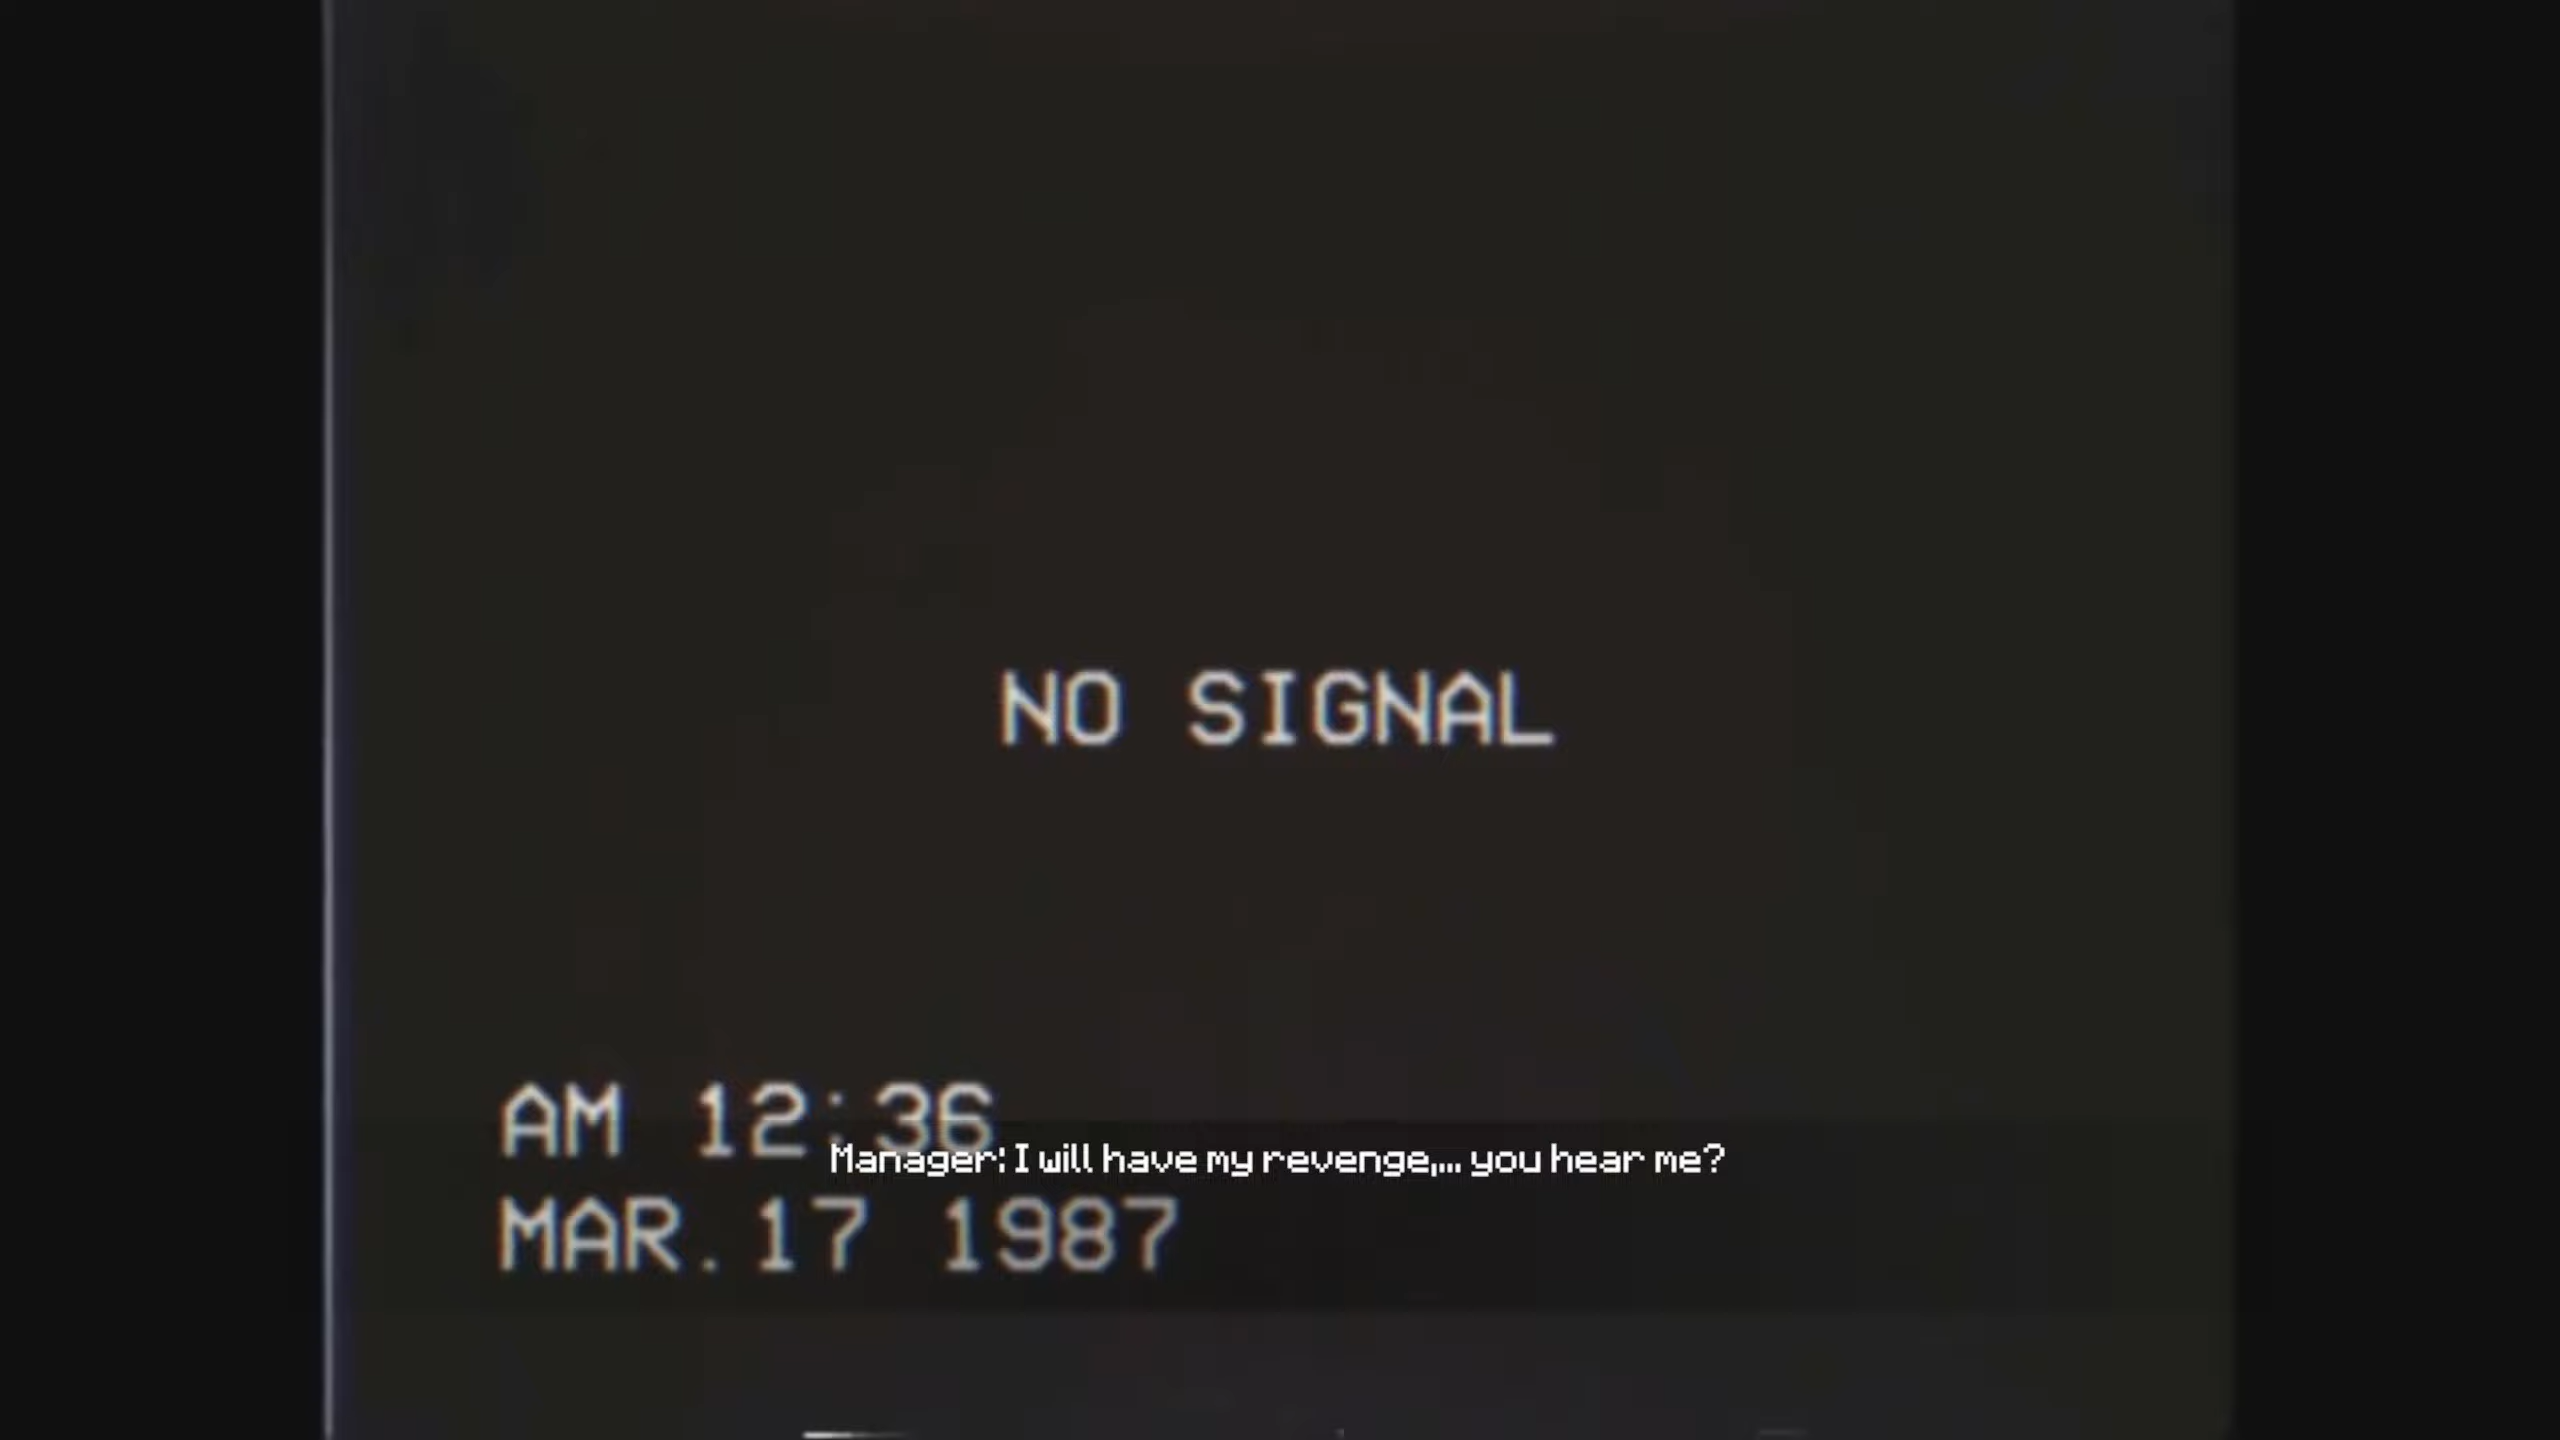 NO SIGNAL
AM 12:36
Manager: I will have my revenge,... you hear me?
MAR.17 1987